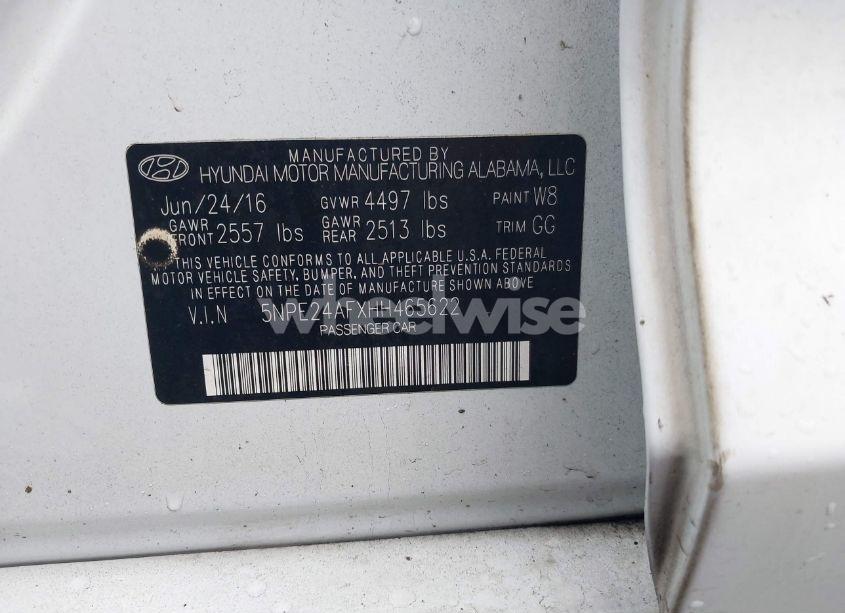 MANUFACTURED BY
HYUNDAI MOTOR MANUFACTURING ALABAMA, LLC
Jun/24/16 GVWR 4497 lbs PAINT W8
GAWR FRONT 2557 lbs GAWR REAR 2513 lbs TRIM GG
THIS VEHICLE CONFORMS TO ALL APPLICABLE U.S.A. FEDERAL
MOTOR VEHICLE SAFETY, BUMPER, AND THEFT PREVENTION STANDARDS
IN EFFECT ON THE DATE OF MANUFACTURE SHOWN ABOVE
V.I.N 5NPE24AFXHH465622
PASSENGER CAR
wheelwise